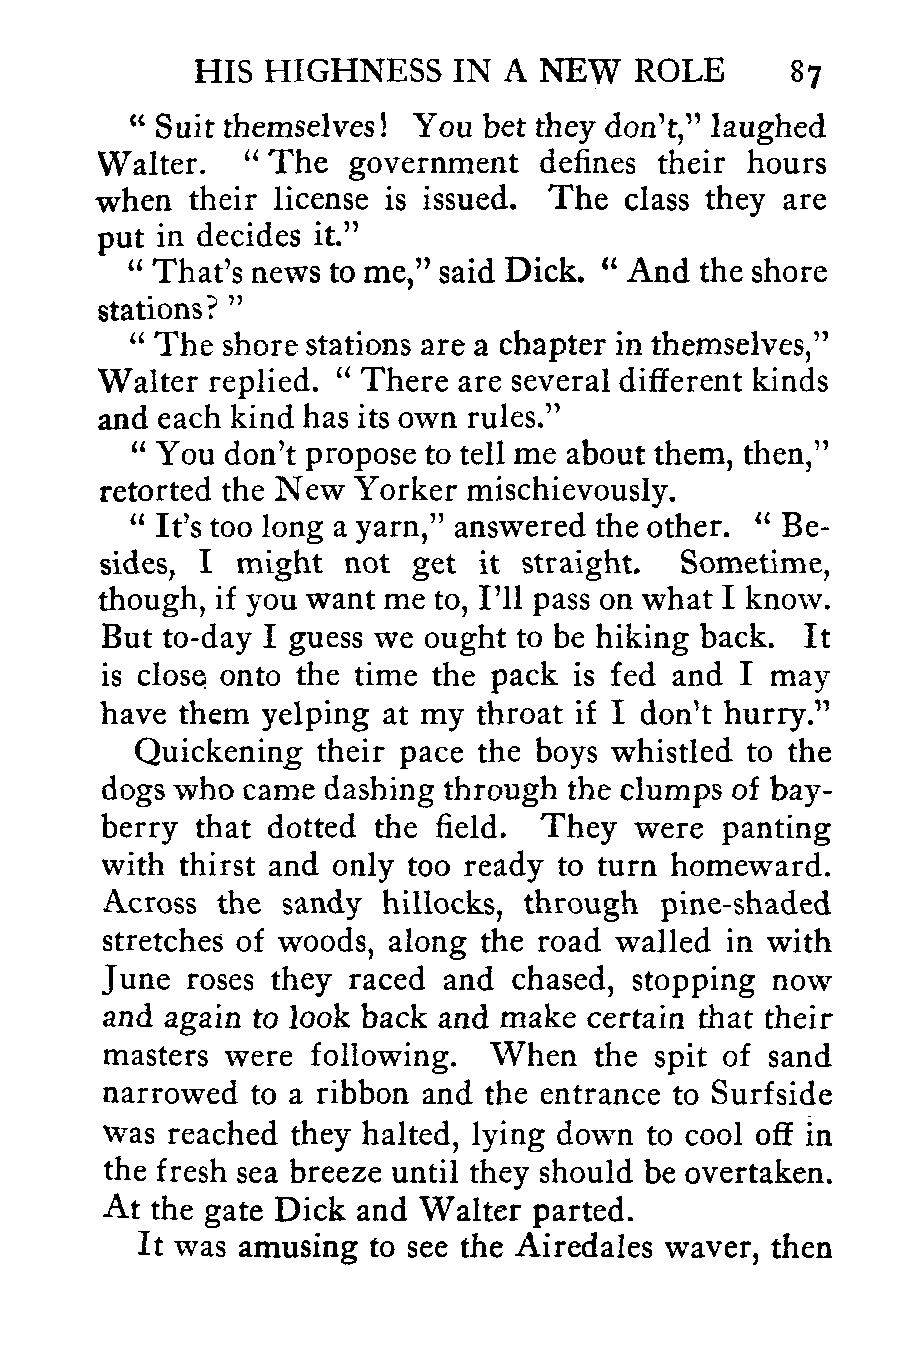 HIS HIGHNESS IN A NEW ROLE 87
“ Suit themselves! You bet they don’t,” laughed
Walter. “ The government defines their hours
when their license is issued. The class they are
put in decides it.”
“ That’s news to me,” said Dick. “ And the shore
stations? ”
“ The shore stations are a chapter in themselves,”
Walter replied. “ There are several different kinds
and each kind has its own rules.”
“ You don’t propose to tell me about them, then,”
retorted the New Yorker mischievously.
“ It’s too long a yarn,” answered the other. “ Be-
sides, I might not get it straight. Sometime,
though, if you want me to, I’ll pass on what I know.
But to-day I guess we ought to be hiking back. It
is close onto the time the pack is fed and I may
have them yelping at my throat if I don’t hurry.”
Quickening their pace the boys whistled to the
dogs who came dashing through the clumps of bay-
berry that dotted the field. They were panting
with thirst and only too ready to turn homeward.
Across the sandy hillocks, through pine-shaded
stretches of woods, along the road walled in with
June roses they raced and chased, stopping now
and again to look back and make certain that their
masters were following. When the spit of sand
narrowed to a ribbon and the entrance to Surfside
was reached they halted, lying down to cool off in
the fresh sea breeze until they should be overtaken.
At the gate Dick and Walter parted.
It was amusing to see the Airedales waver, then